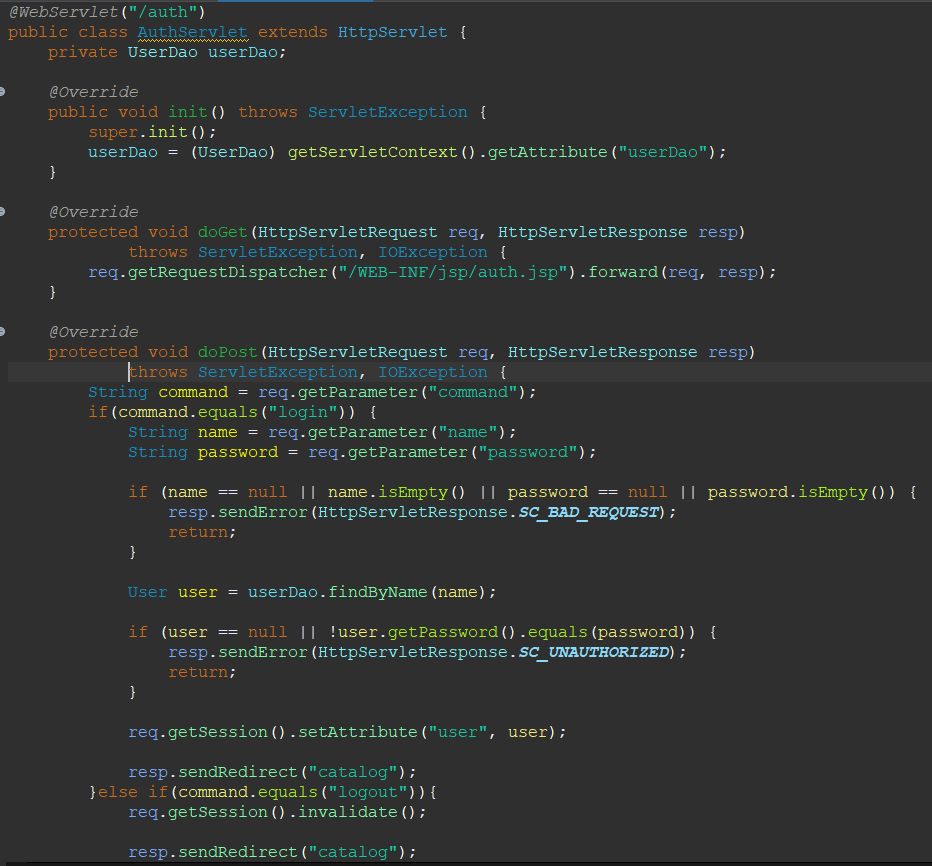 @WebServlet("/auth")
public class AuthServlet extends HttpServlet {
    private UserDao userDao;

    @Override
    public void init() throws ServletException {
        super.init();
        userDao = (UserDao) getServletContext().getAttribute("userDao");
    }

    @Override
    protected void doGet(HttpServletRequest req, HttpServletResponse resp)
            throws ServletException, IOException {
        req.getRequestDispatcher("/WEB-INF/jsp/auth.jsp").forward(req, resp);
    }

    @Override
    protected void doPost(HttpServletRequest req, HttpServletResponse resp)
            throws ServletException, IOException {
        String command = req.getParameter("command");
        if(command.equals("login")) {
            String name = req.getParameter("name");
            String password = req.getParameter("password");

            if (name == null || name.isEmpty() || password == null || password.isEmpty()) {
                resp.sendError(HttpServletResponse.SC_BAD_REQUEST);
                return;
            }

            User user = userDao.findByName(name);

            if (user == null || !user.getPassword().equals(password)) {
                resp.sendError(HttpServletResponse.SC_UNAUTHORIZED);
                return;
            }

            req.getSession().setAttribute("user", user);

            resp.sendRedirect("catalog");
        }else if(command.equals("logout")){
            req.getSession().invalidate();

            resp.sendRedirect("catalog");